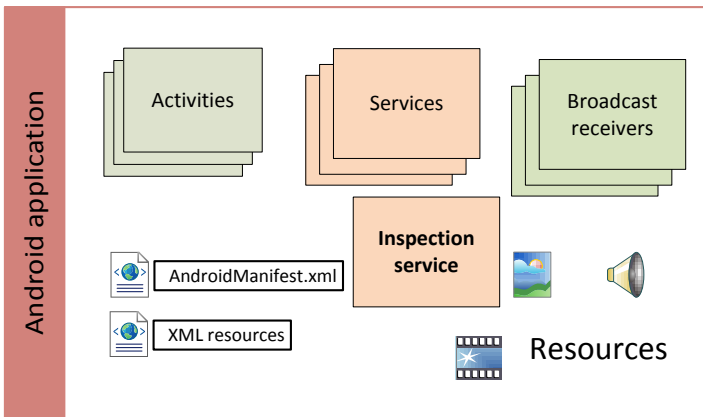 Android application
Activities
Services
Broadcast
receivers
Inspection
service
AndroidManifest.xml
XML resources
Resources